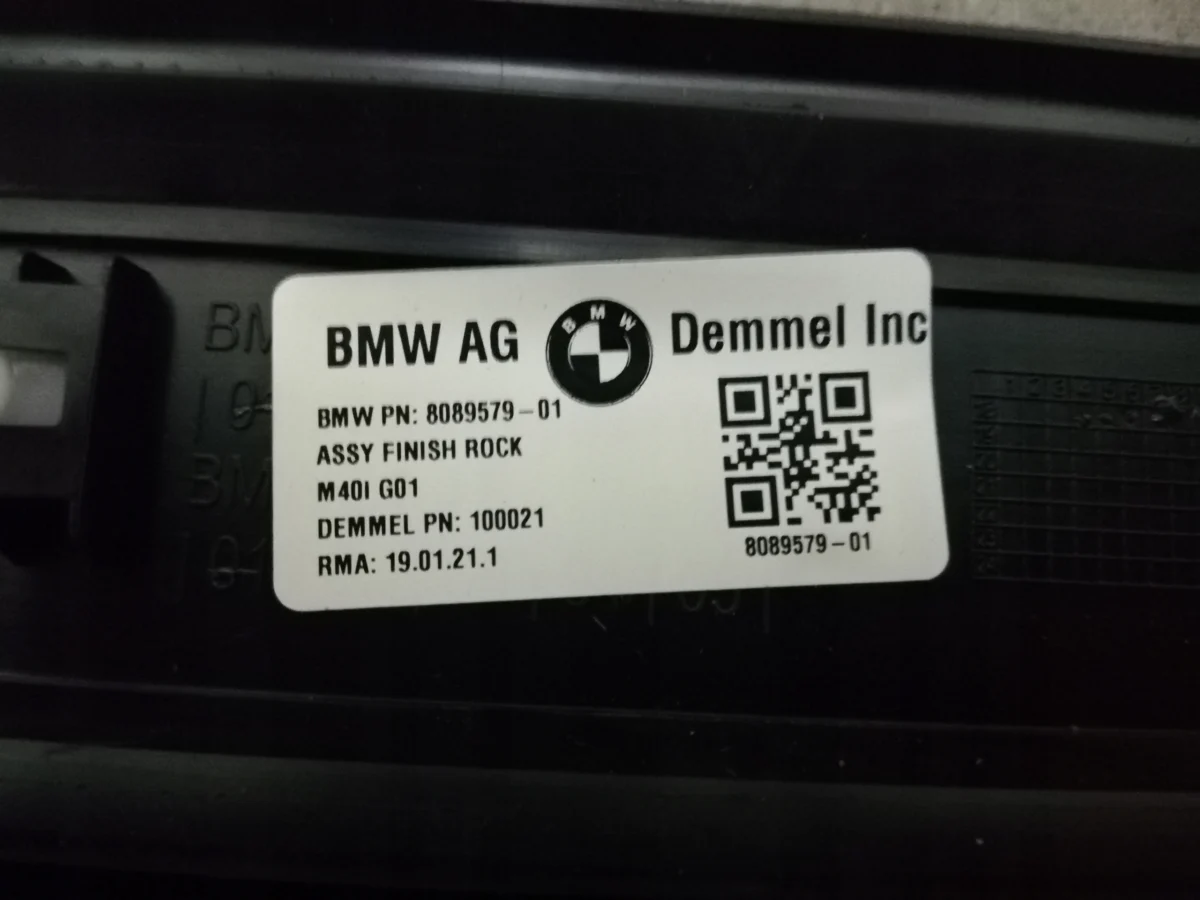 BMW AG BMW Demmel Inc
BMW PN: 8089579-01
ASSY FINISH ROCK
M40I G01
DEMMEL PN: 100021
RMA: 19.01.21.1
8089579-01